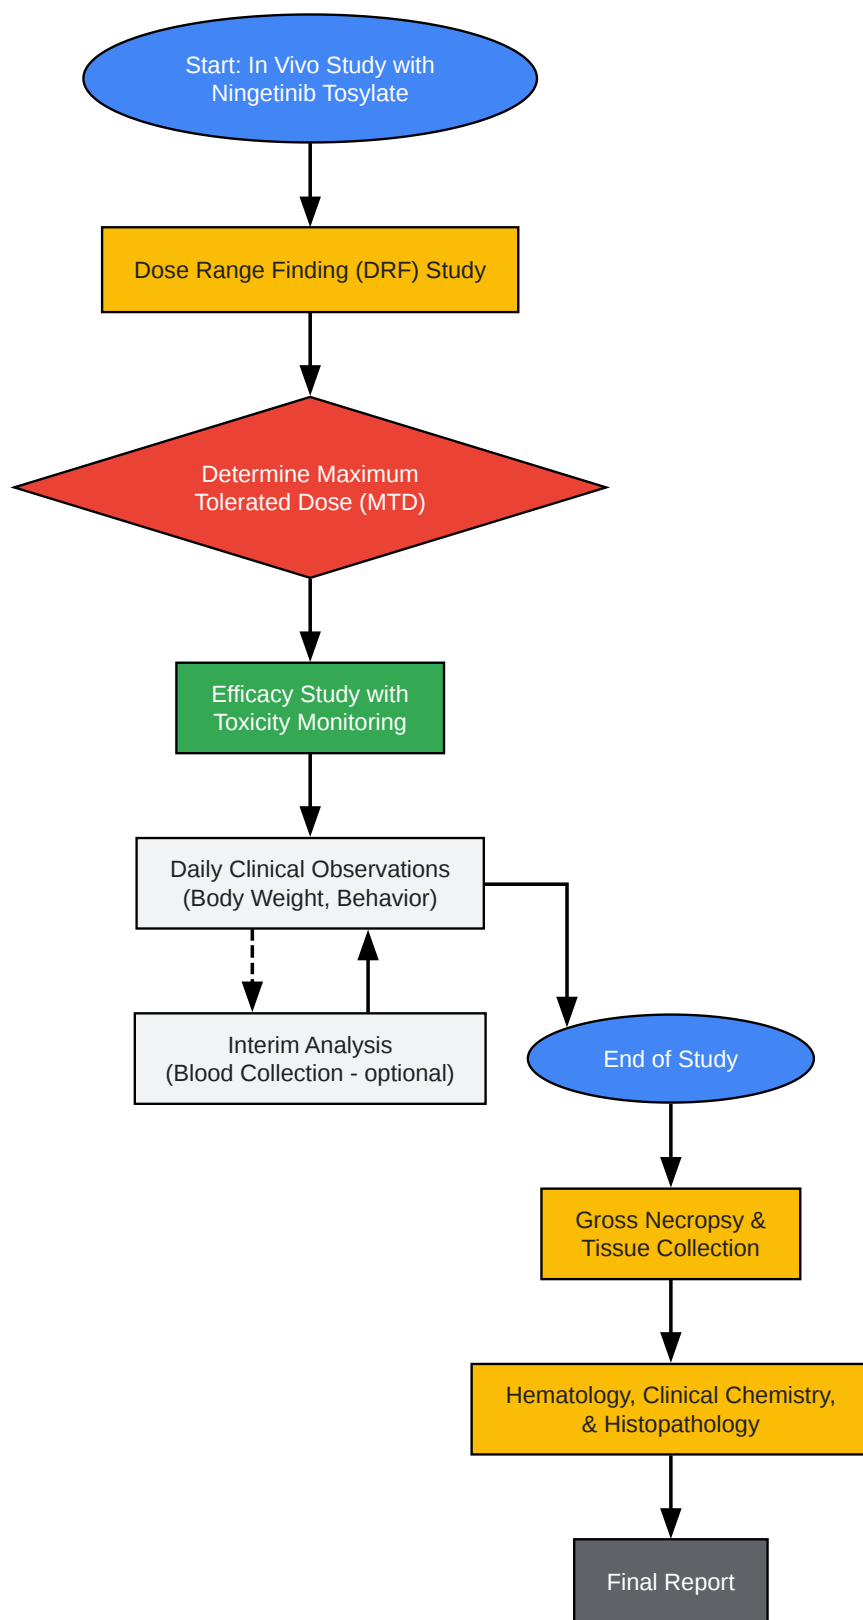 Start: In Vivo Study with
Ningetinib Tosylate
Dose Range Finding (DRF) Study
Determine Maximum
Tolerated Dose (MTD)
Efficacy Study with
Toxicity Monitoring
Daily Clinical Observations
(Body Weight, Behavior)
Interim Analysis
(Blood Collection - optional)
End of Study
Gross Necropsy &
Tissue Collection
Hematology, Clinical Chemistry,
& Histopathology
Final Report